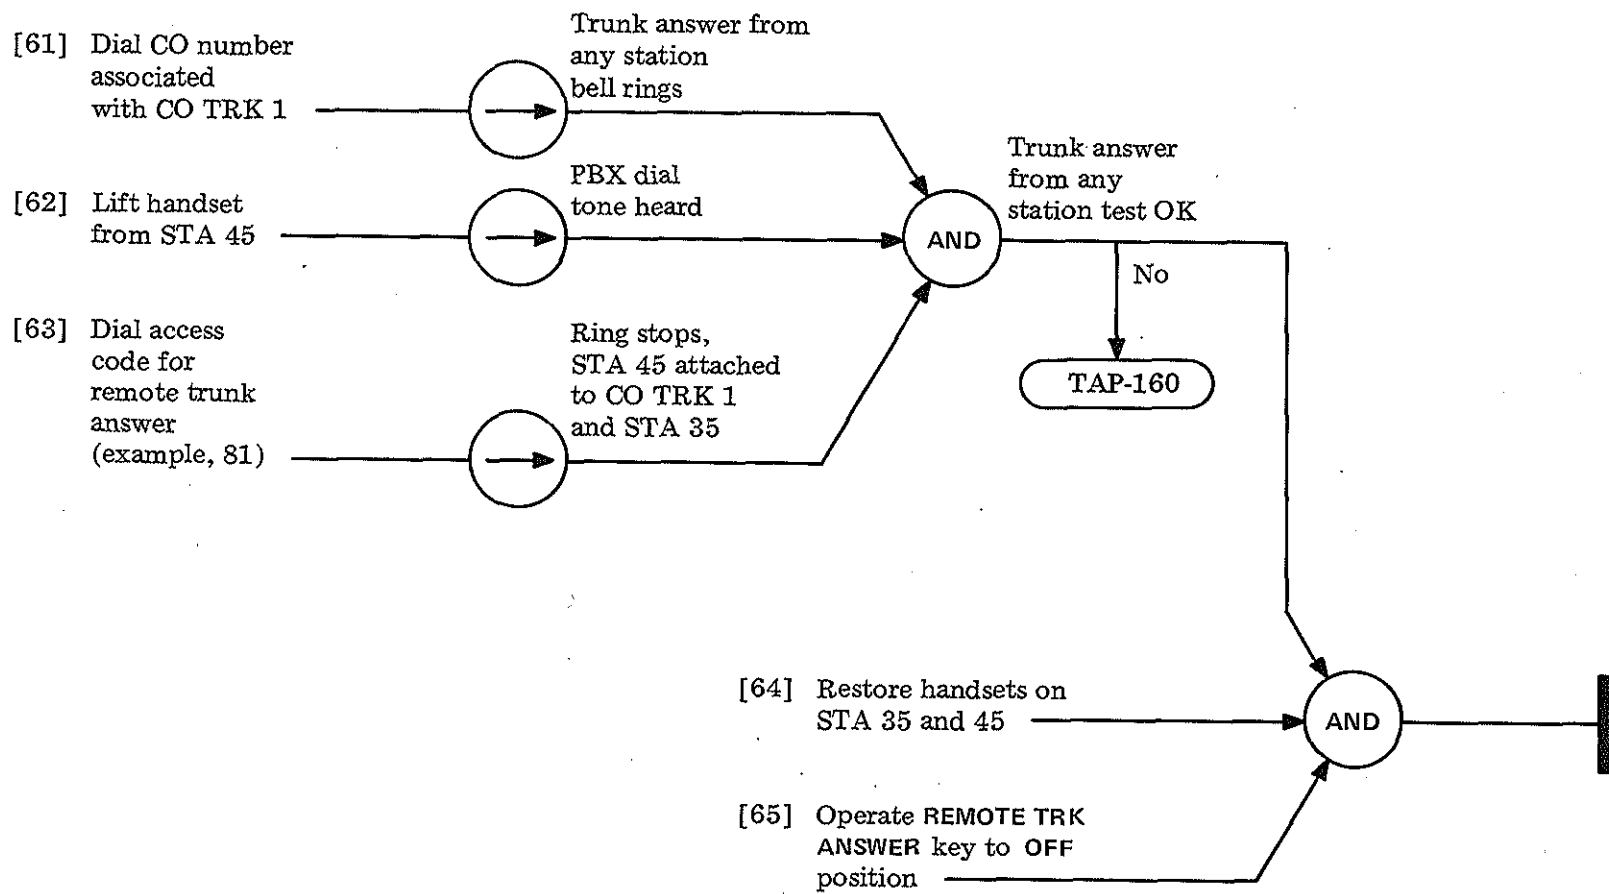 [61] Dial CO number
associated
with CO TRK 1
Trunk answer from
any station
bell rings
[62] Lift handset
from STA 45
PBX dial
tone heard
AND
Trunk answer
from any
station test OK
No
TAP-160
[63] Dial access
code for
remote trunk
answer
(example, 81)
Ring stops,
STA 45 attached
to CO TRK 1
and STA 35
[64] Restore handsets on
STA 35 and 45
AND
[65] Operate REMOTE TRK
ANSWER key to OFF
position